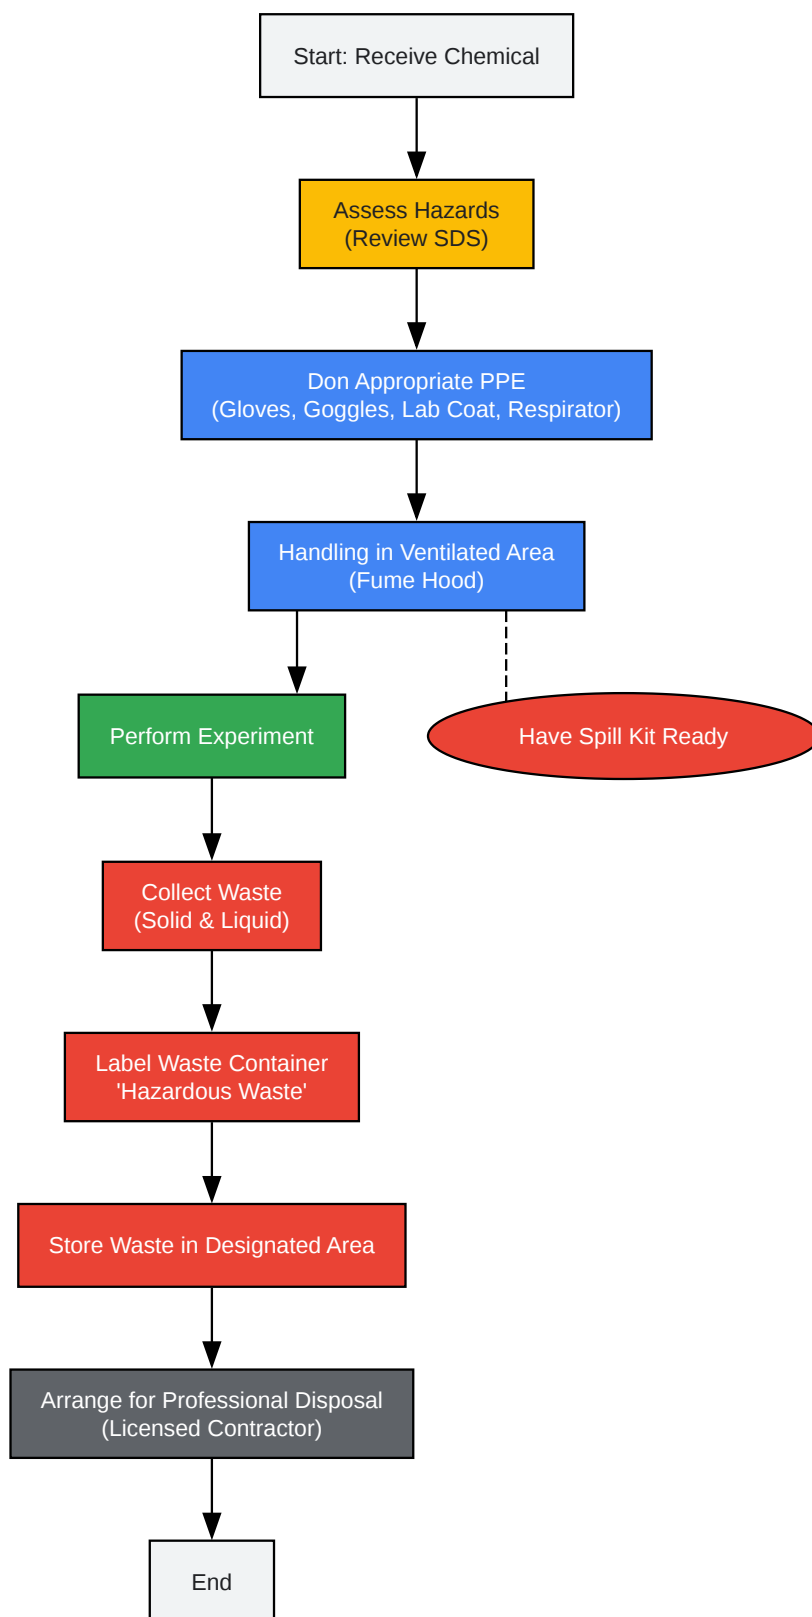 Start: Receive Chemical
Assess Hazards
(Review SDS)
Don Appropriate PPE
(Gloves, Goggles, Lab Coat, Respirator)
Handling in Ventilated Area
(Fume Hood)
Perform Experiment
Have Spill Kit Ready
Collect Waste
(Solid & Liquid)
Label Waste Container
'Hazardous Waste'
Store Waste in Designated Area
Arrange for Professional Disposal
(Licensed Contractor)
End